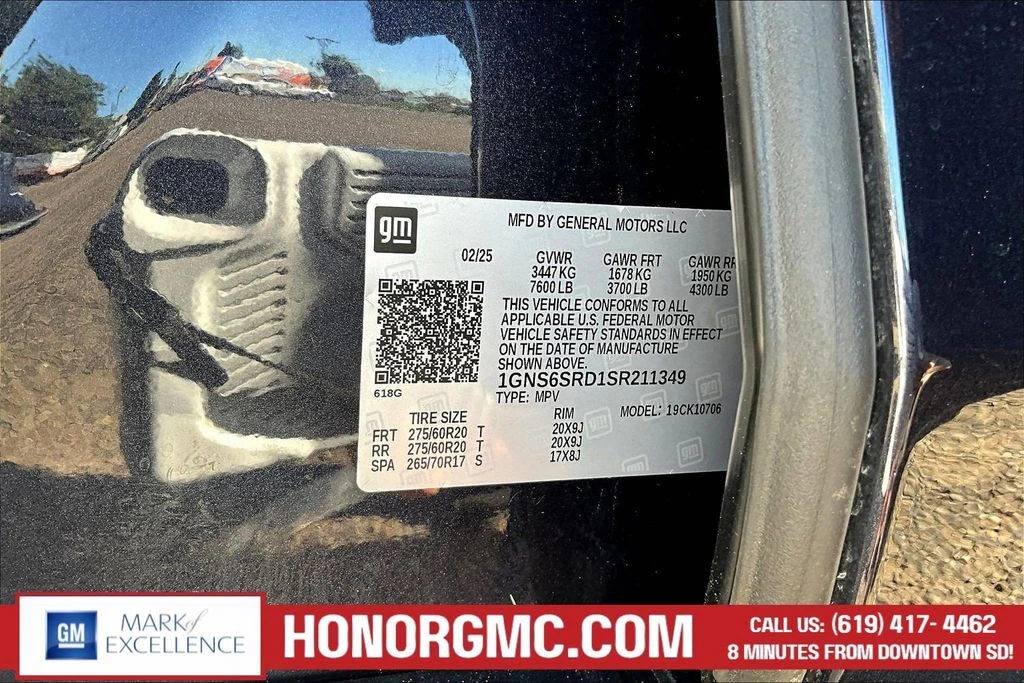 gm
MFD BY GENERAL MOTORS LLC
02/25 GVWR GAWR FRT GAWR RR
3447 KG 1678 KG 1950 KG
7600 LB 3700 LB 4300 LB
THIS VEHICLE CONFORMS TO ALL
APPLICABLE U.S. FEDERAL MOTOR
VEHICLE SAFETY STANDARDS IN EFFECT
ON THE DATE OF MANUFACTURE
SHOWN ABOVE.
618G
1GNS6SRD1SR211349
TYPE: MPV
TIRE SIZE RIM MODEL: 19CK10706
FRT 275/60R20 T 20X9J
RR 275/60R20 T 20X9J
SPA 265/70R17 S 17X8J
GM
MARK of
EXCELLENCE
HONORGMC.COM
CALL US: (619) 417- 4462
8 MINUTES FROM DOWNTOWN SD!